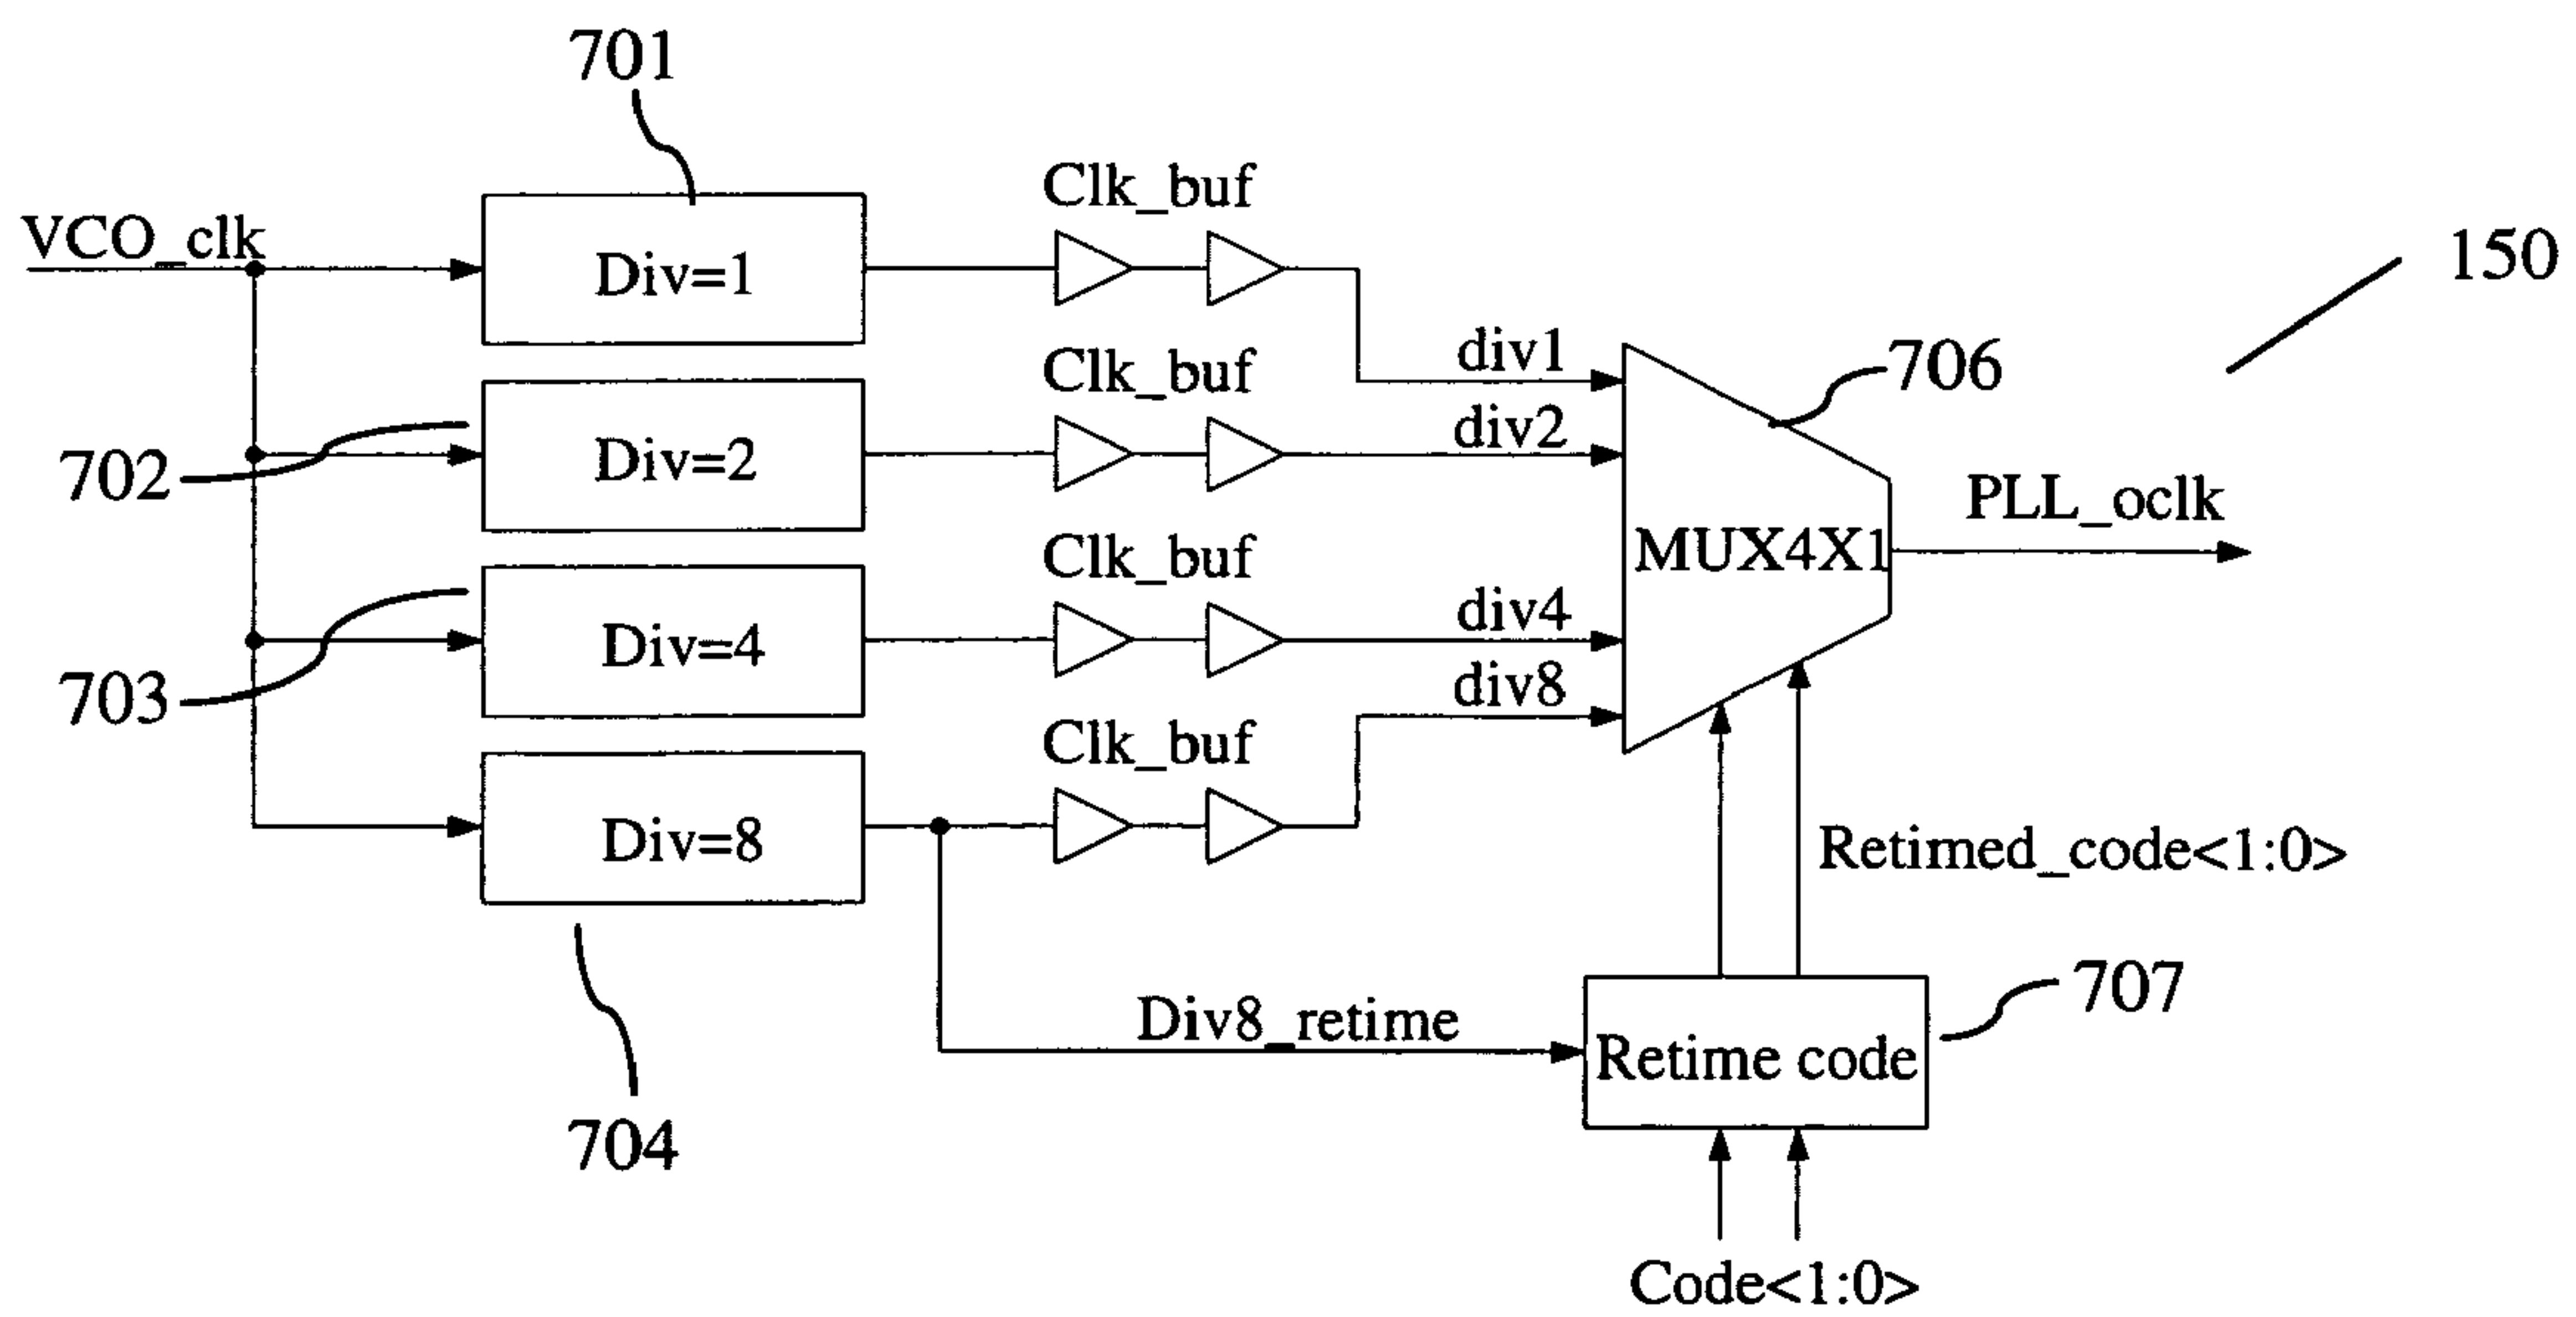 701
Clk_buf
VCO_clk
Div=1
150
div1
Clk_buf
706
702
Div=2
div2
PLL_oclk
MUX4X1
Clk_buf
703
Div=4
div4
div8
Clk_buf
Div=8
Retimed_code<1:0>
704
Div8_retime
707
Retime code
Code<1:0>